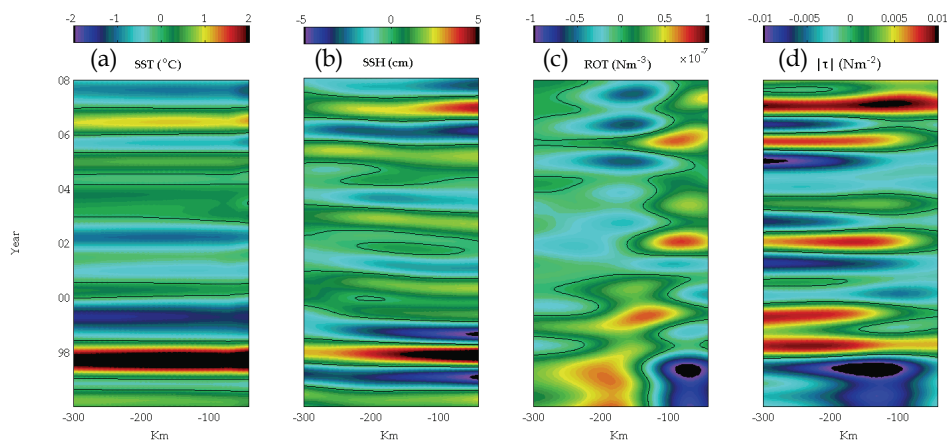 -2 -1 0 1 2
-5 0 5
-1 -0.5 0 0.5 1
-0.01 -0.005 0 0.005 0.01
(a) SST (°C)
(b) SSH (cm)
(c) ROT (Nm⁻³) ×10⁻⁷
(d) |τ| (Nm⁻²)
08
06
04
02
00
98
Year
-300 -200 -100
Km
-300 -200 -100
Km
-300 -200 -100
Km
-300 -200 -100
Km